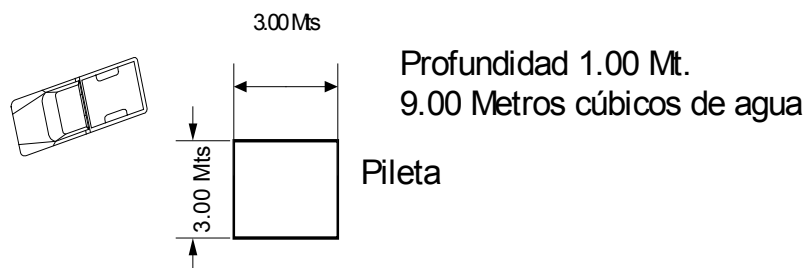 3.00 Mts
Profundidad 1.00 Mt.
9.00 Metros cúbicos de agua
3.00 Mts
Pileta